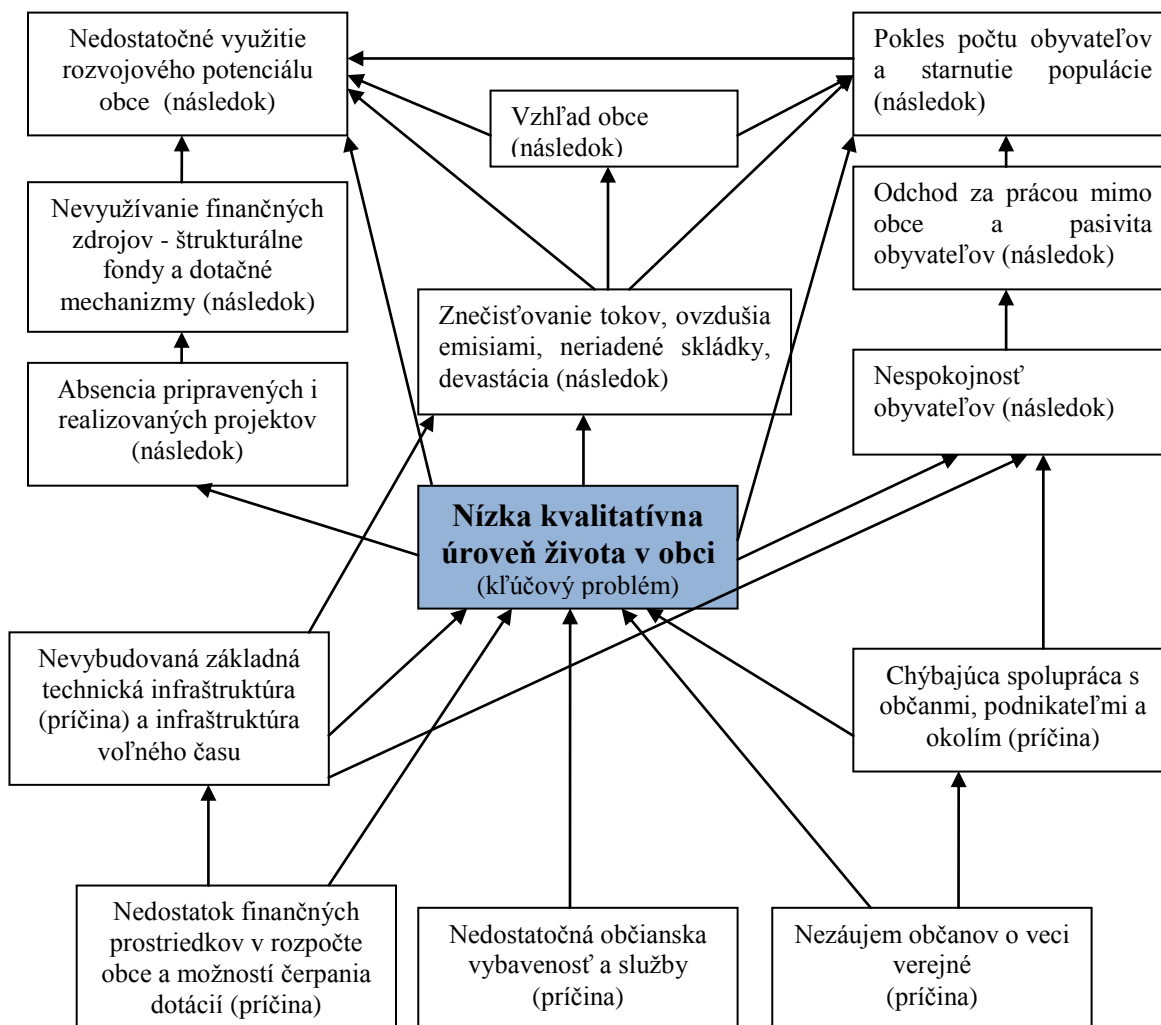 Nedostatočné využitie
rozvojového potenciálu
obce (následok)
Pokles počtu obyvateľov
a starnutie populácie
(následok)
Vzhľad obce
(následok)
Nevyužívanie finančných
zdrojov - štrukturálne
fondy a dotačné
mechanizmy (následok)
Odchod za prácou mimo
obce a pasivita
obyvateľov (následok)
Znečisťovanie tokov, ovzdušia
emisiami, neriadené skládky,
devastácia (následok)
Absencia pripravených i
realizovaných projektov
(následok)
Nespokojnosť
obyvateľov (následok)
Nízka kvalitatívna
úroveň života v obci
(kľúčový problém)
Nevybudovaná základná
technická infraštruktúra
(príčina) a infraštruktúra
voľného času
Chýbajúca spolupráca s
občanmi, podnikateľmi a
okolím (príčina)
Nedostatok finančných
prostriedkov v rozpočte
obce a možností čerpania
dotácií (príčina)
Nedostatočná občianska
vybavenosť a služby
(príčina)
Nezáujem občanov o veci
verejné
(príčina)